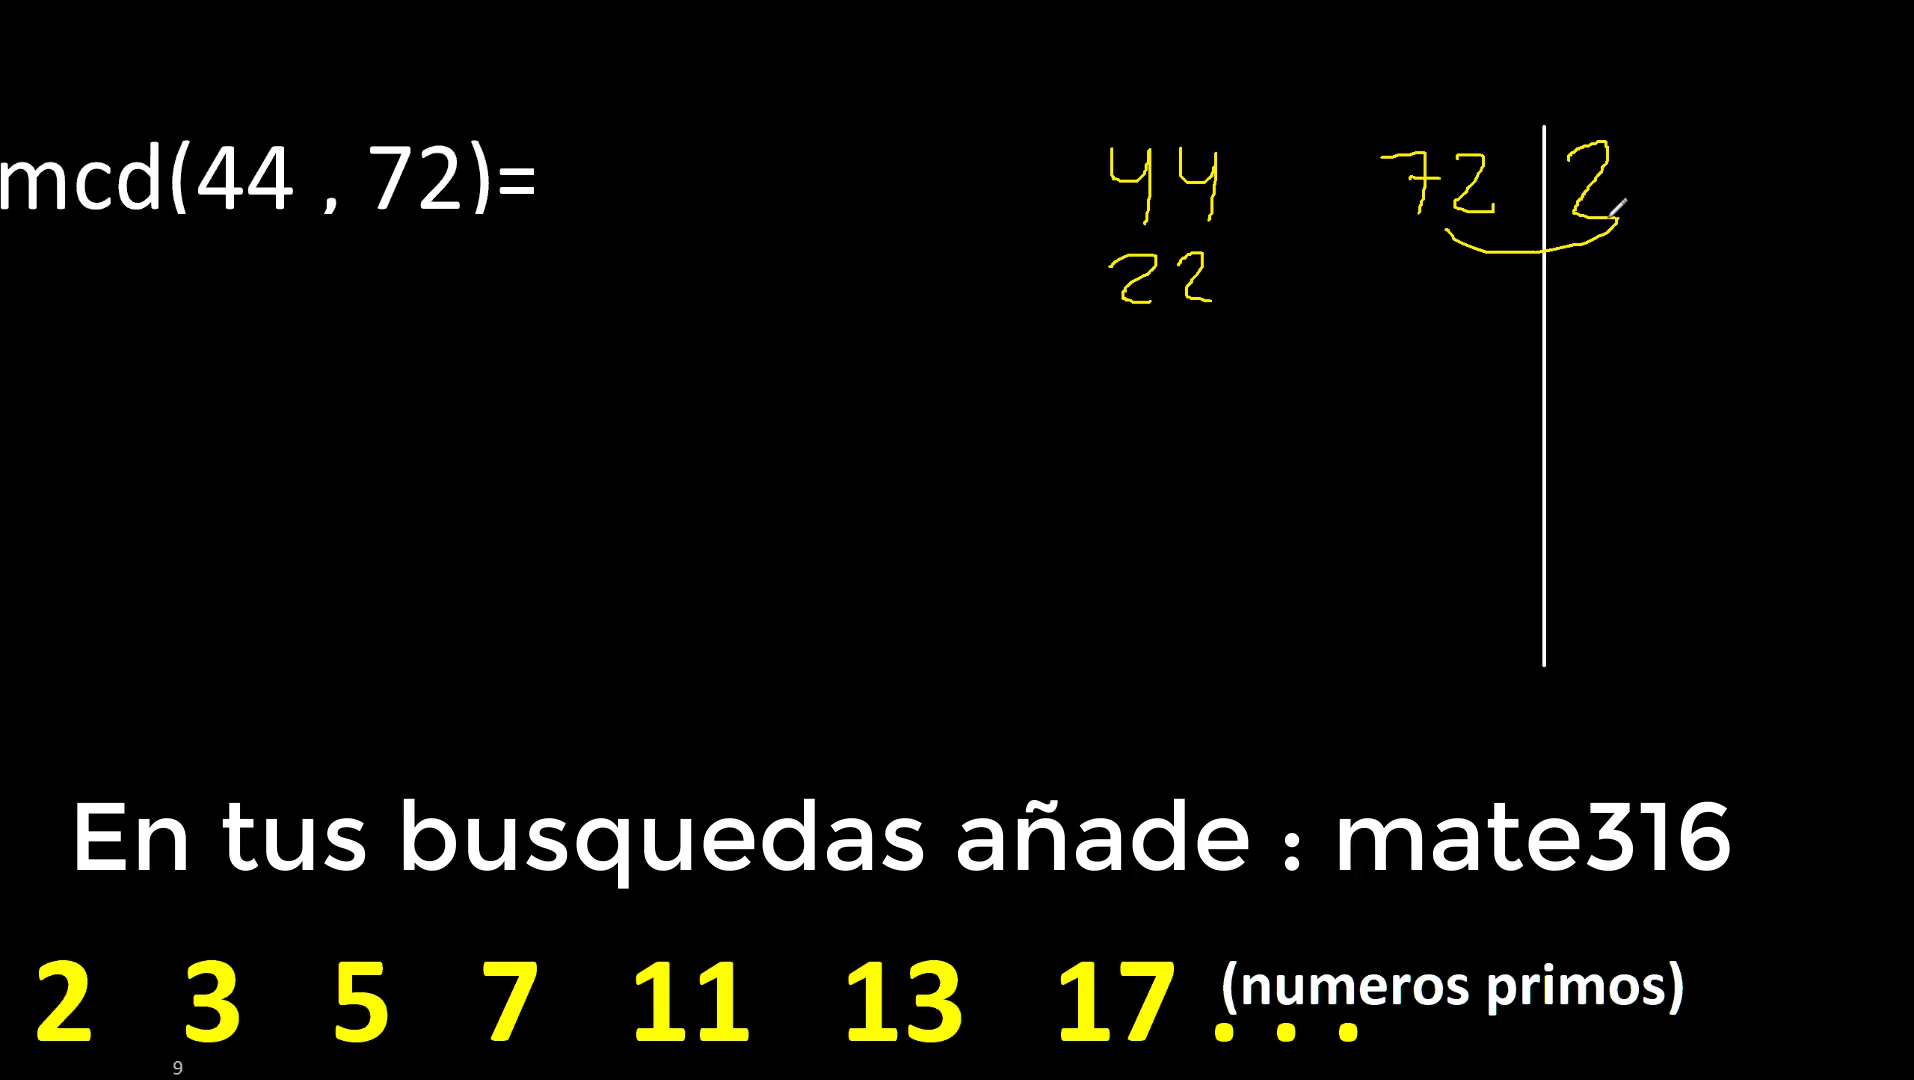 mcd(44 , 72)=
44 72 2
22
En tus busquedas añade : mate316
2 3 5 7 11 13 17 . . . (numeros primos)
9